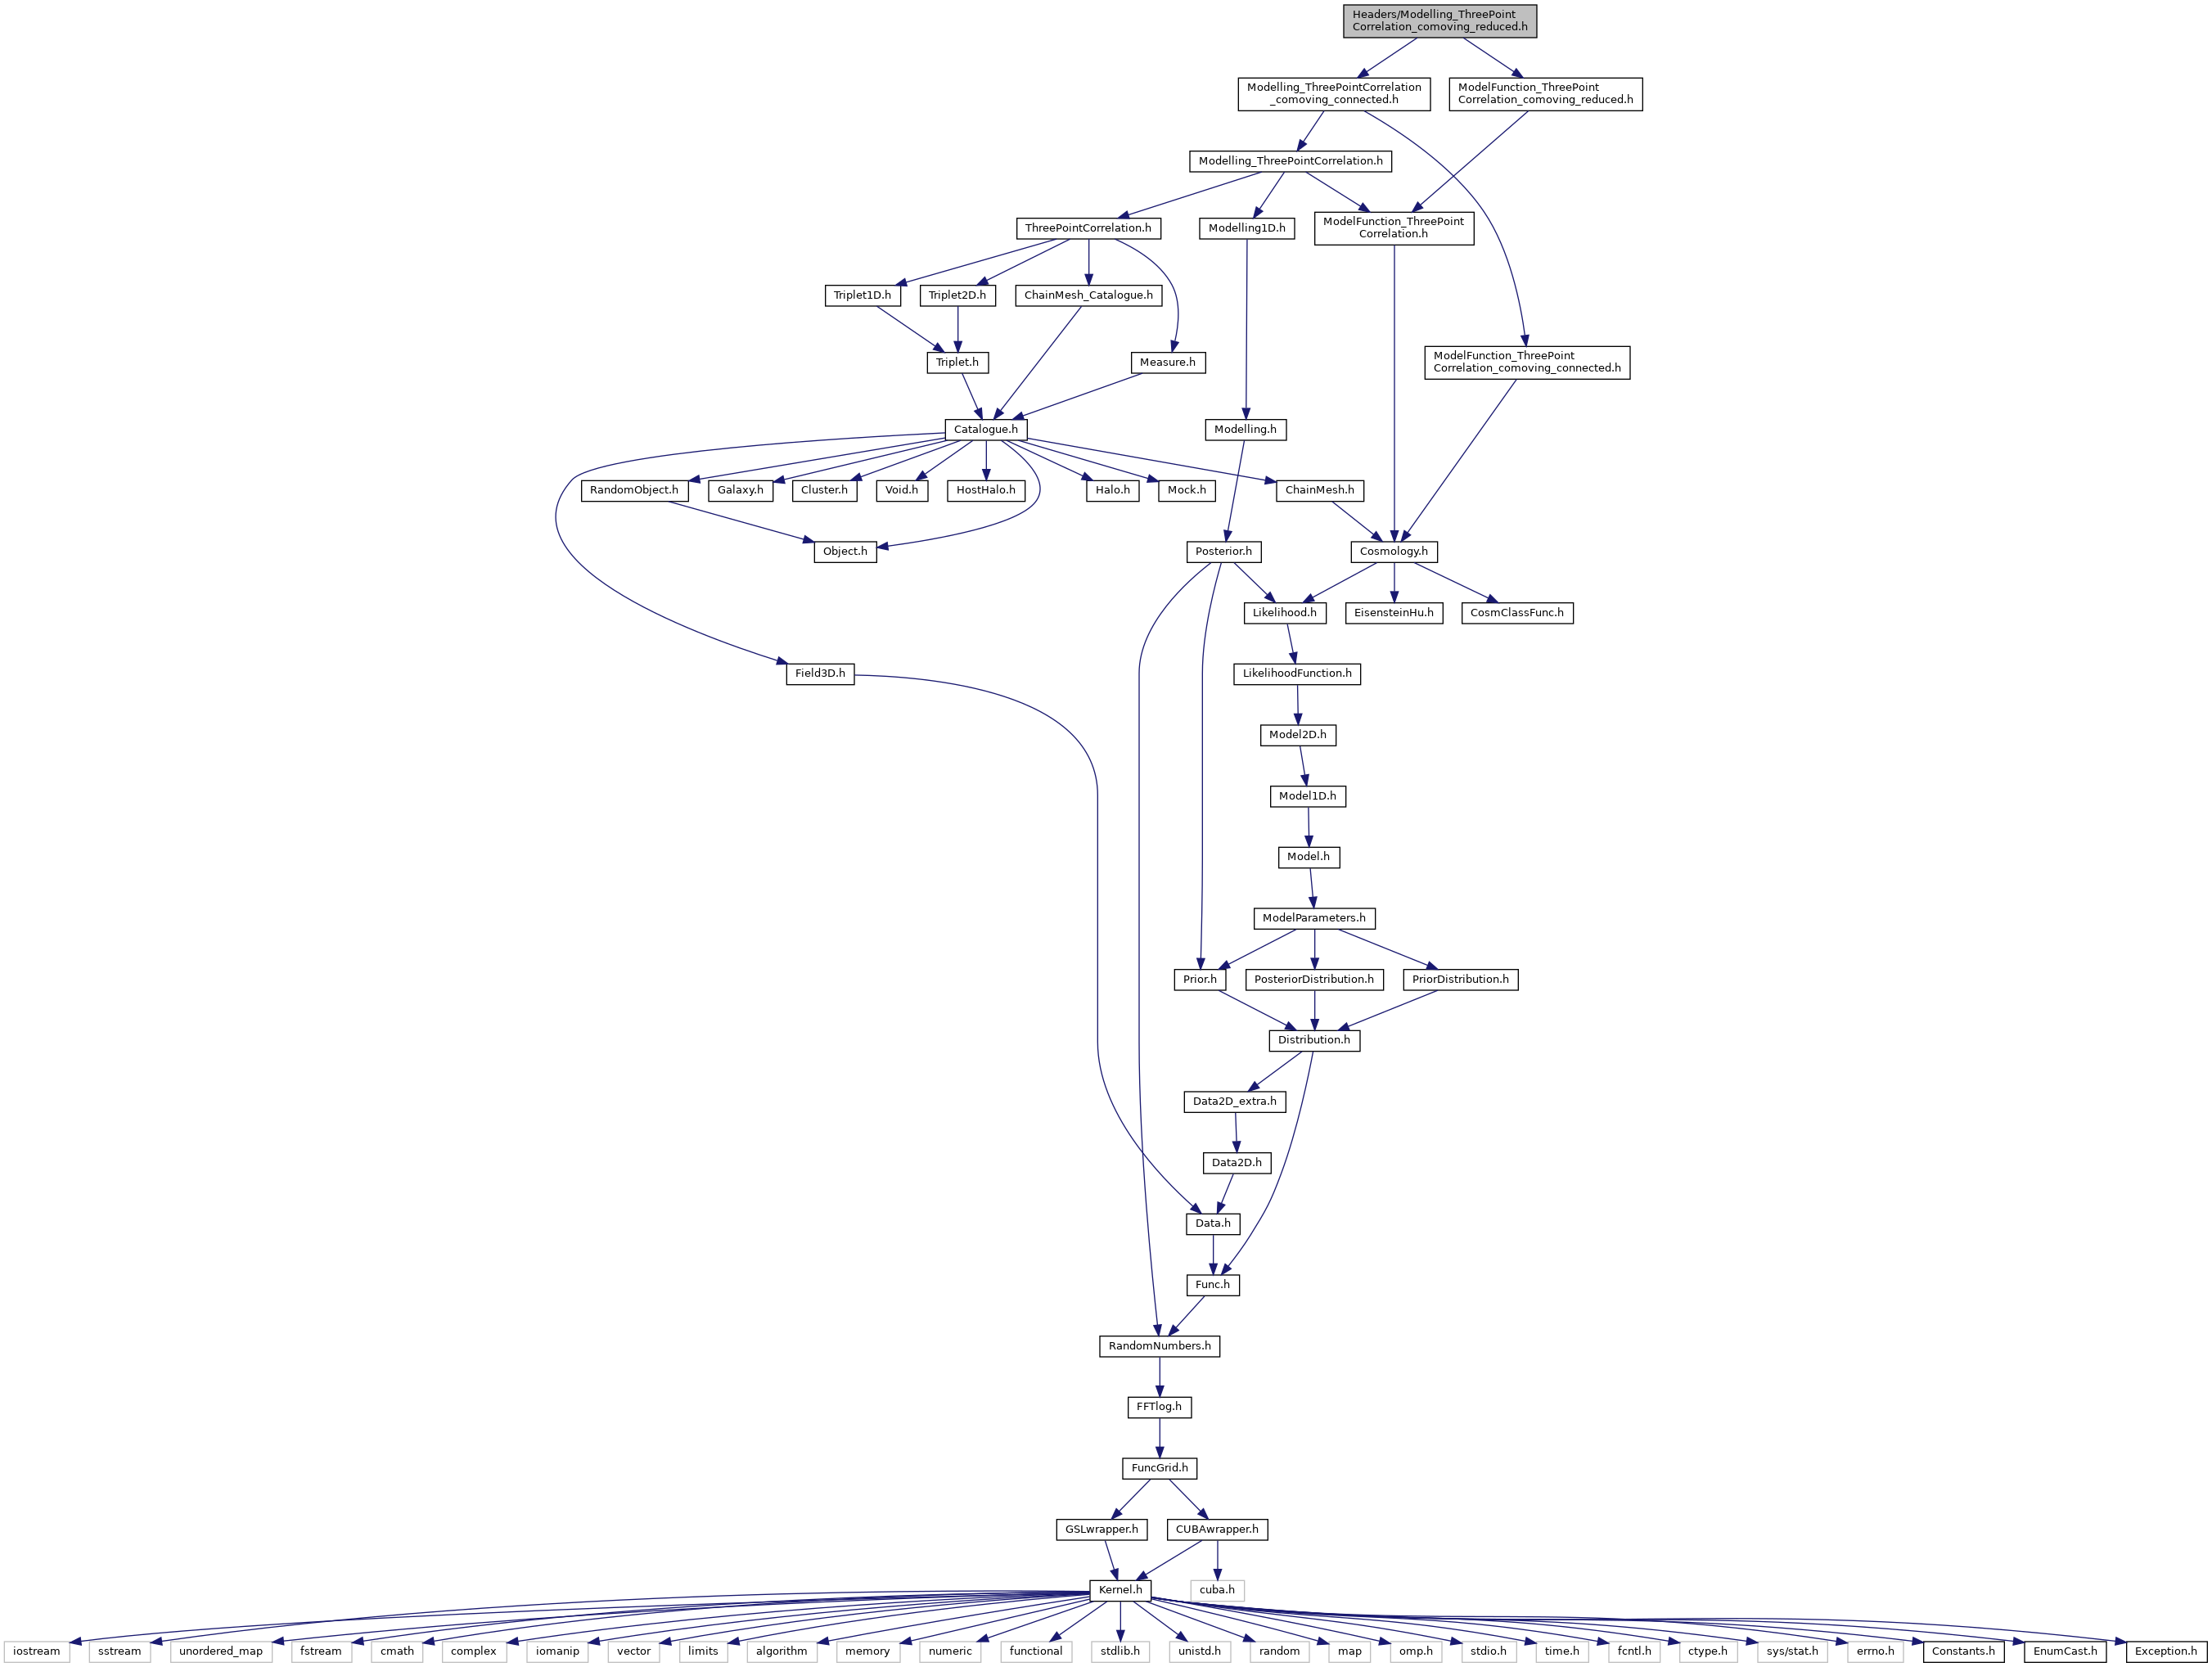 Headers/Modelling_ThreePoint
Correlation_comoving_reduced.h
Modelling_ThreePointCorrelation
_comoving_connected.h
ModelFunction_ThreePoint
Correlation_comoving_reduced.h
Modelling_ThreePointCorrelation.h
ThreePointCorrelation.h
Modelling1D.h
ModelFunction_ThreePoint
Correlation.h
Triplet1D.h
Triplet2D.h
ChainMesh_Catalogue.h
Triplet.h
Measure.h
ModelFunction_ThreePoint
Correlation_comoving_connected.h
Catalogue.h
Modelling.h
RandomObject.h
Galaxy.h
Cluster.h
Void.h
HostHalo.h
Halo.h
Mock.h
ChainMesh.h
Object.h
Posterior.h
Cosmology.h
Likelihood.h
EisensteinHu.h
CosmClassFunc.h
Field3D.h
LikelihoodFunction.h
Model2D.h
Model1D.h
Model.h
ModelParameters.h
Prior.h
PosteriorDistribution.h
PriorDistribution.h
Distribution.h
Data2D_extra.h
Data2D.h
Data.h
Func.h
RandomNumbers.h
FFTlog.h
FuncGrid.h
GSLwrapper.h
CUBAwrapper.h
Kernel.h
cuba.h
iostream
sstream
unordered_map
fstream
cmath
complex
iomanip
vector
limits
algorithm
memory
numeric
functional
stdlib.h
unistd.h
random
map
omp.h
stdio.h
time.h
fcntl.h
ctype.h
sys/stat.h
errno.h
Constants.h
EnumCast.h
Exception.h